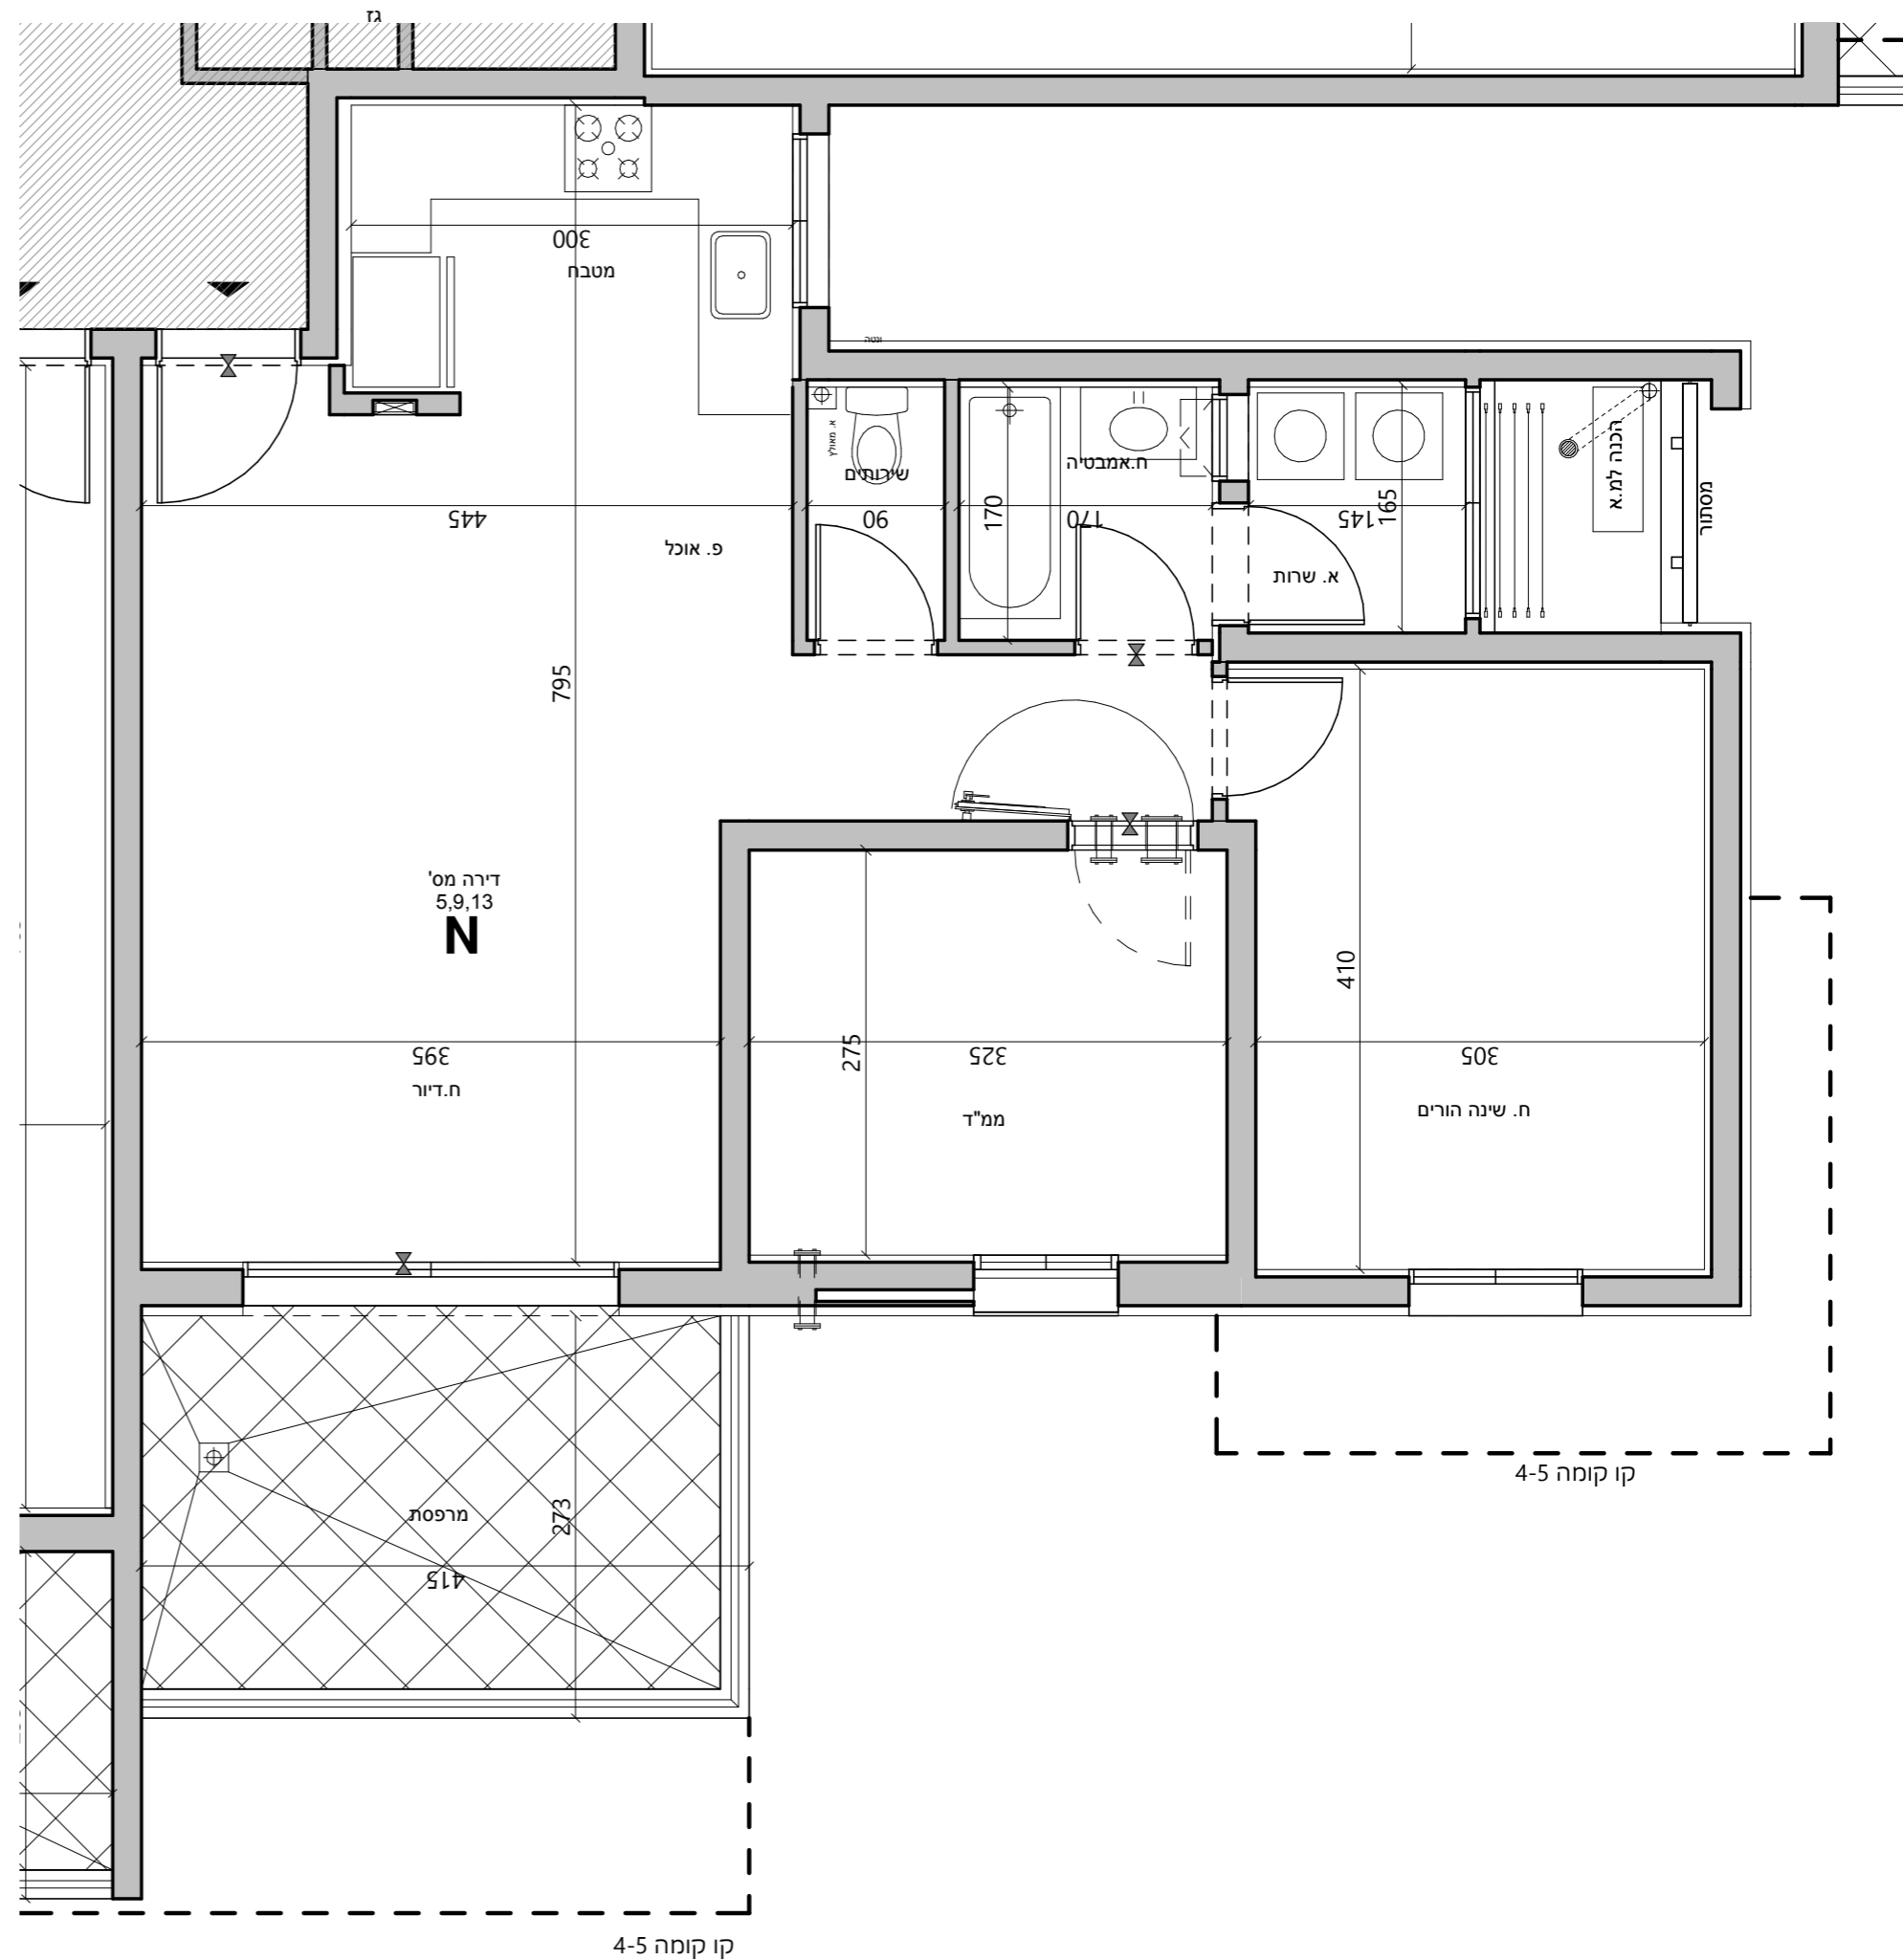 גז
300
מטבח
ונטה
א. מאולץ
שירותים
ח.אמבטיה
הכנה למ.א
מסתור
445
90
170
170
145
165
פ. אוכל
א. שרות
795
דירה מס'
5,9,13
N
410
395
275
325
305
ח.דיור
ממ"ד
ח. שינה הורים
קו קומה 4-5
273
מרפסת
415
קו קומה 4-5